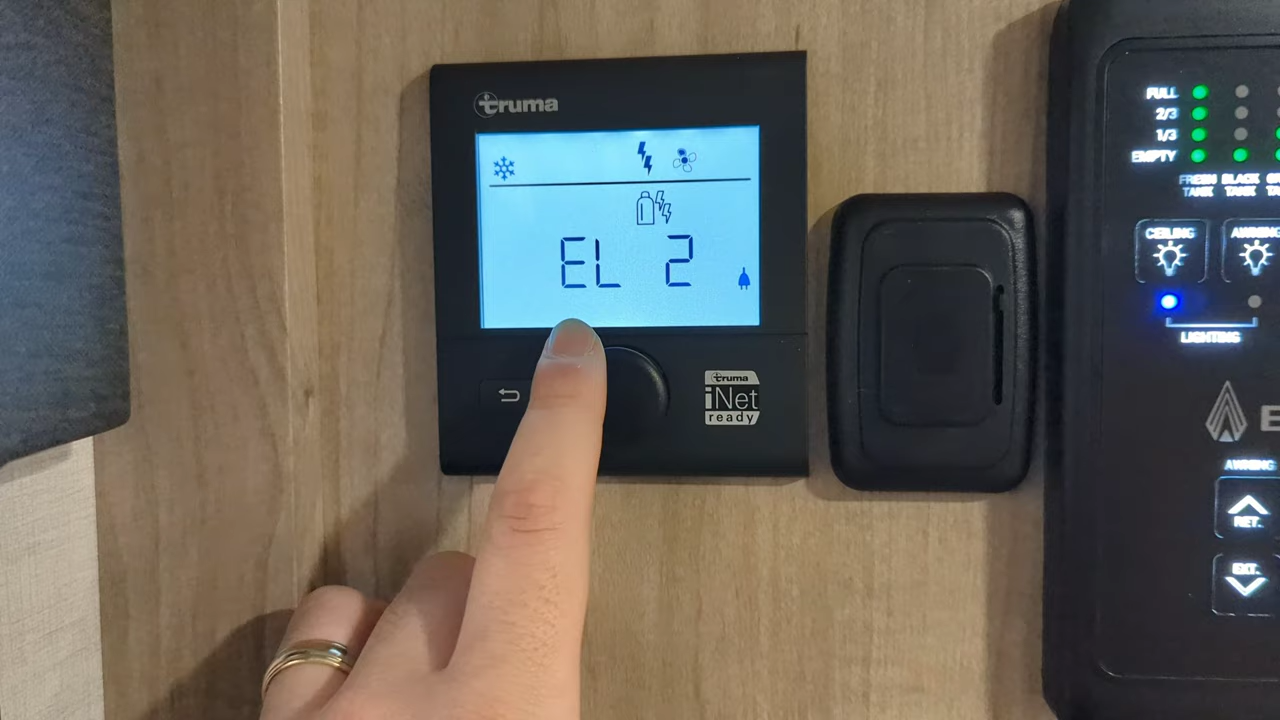 truma
EL 2
truma
iNet
ready
FULL
2/3
1/3
EMPTY
FRESH TANK
BLACK TANK
CEILING
AWNING
LIGHTING
AWNING
RET.
EXT.